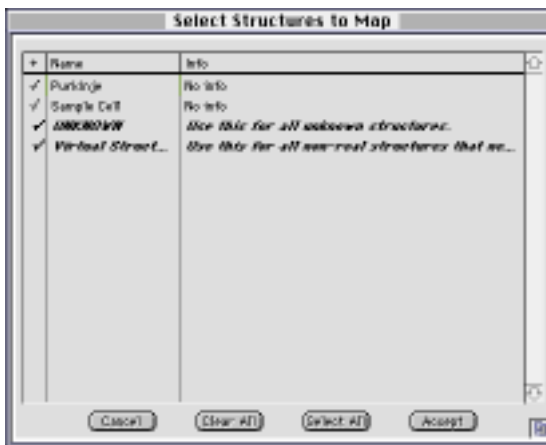 Select Structures to Map
+ Name Info
✓ Purkinje No info
✓ Sample Cell No info
✓ UNKNOWN Use this for all unknown structures.
✓ Virtual Struct... Use this for all non-real structures that ne...
Cancel Clear All Select All Accept